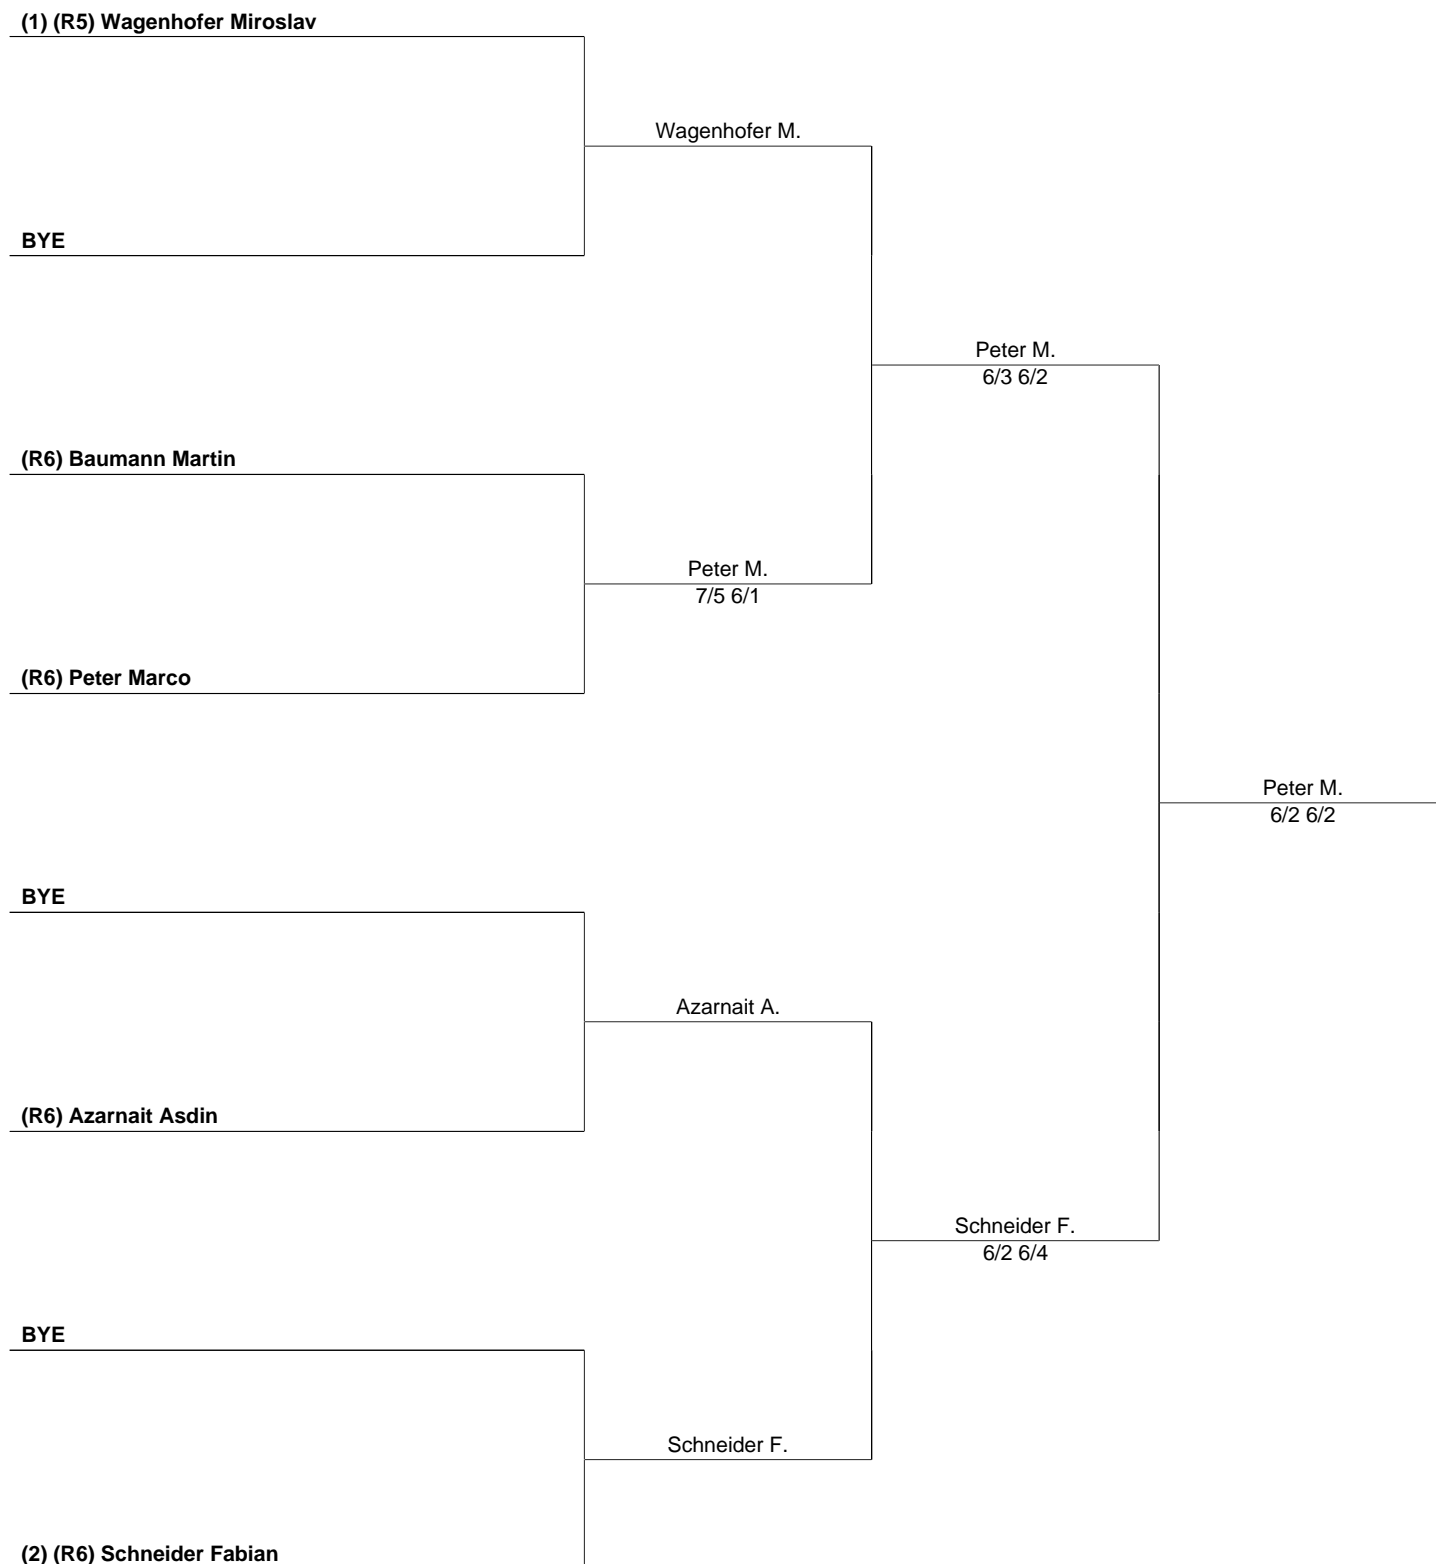 (1) (R5) Wagenhofer Miroslav
Wagenhofer M.
BYE
Peter M.
6/3 6/2
(R6) Baumann Martin
Peter M.
7/5 6/1
(R6) Peter Marco
Peter M.
6/2 6/2
BYE
Azarnait A.
(R6) Azarnait Asdin
Schneider F.
6/2 6/4
BYE
Schneider F.
(2) (R6) Schneider Fabian